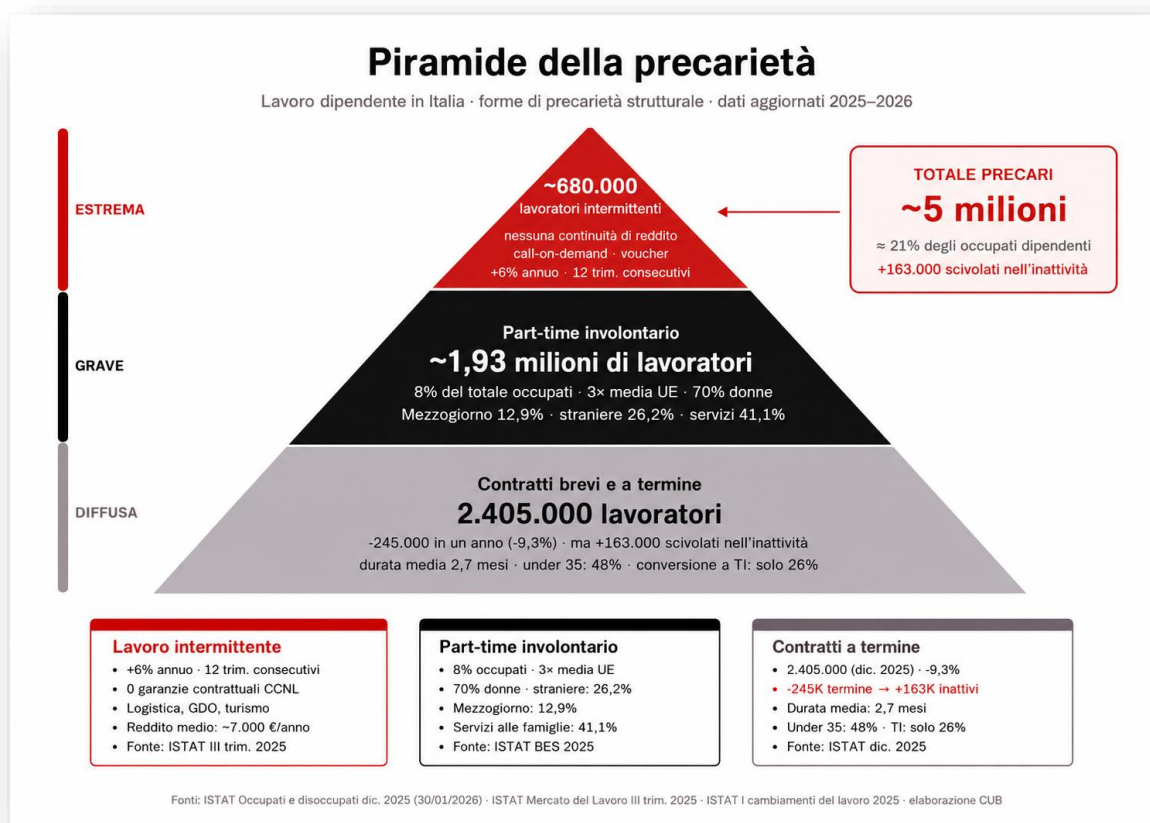 Piramide della precarietà
Lavoro dipendente in Italia · forme di precarietà strutturale · dati aggiornati 2025–2026
ESTREMA
~680.000
lavoratori intermittenti
nessuna continuità di reddito
call-on-demand · voucher
+6% annuo · 12 trim. consecutivi
TOTALE PRECARI
~5 milioni
≈ 21% degli occupati dipendenti
+163.000 scivolati nell'inattività
GRAVE
Part-time involontario
~1,93 milioni di lavoratori
8% del totale occupati · 3× media UE · 70% donne
Mezzogiorno 12,9% · straniere 26,2% · servizi 41,1%
DIFFUSA
Contratti brevi e a termine
2.405.000 lavoratori
-245.000 in un anno (-9,3%) · ma +163.000 scivolati nell'inattività
durata media 2,7 mesi · under 35: 48% · conversione a TI: solo 26%
Lavoro intermittente
• +6% annuo · 12 trim. consecutivi
• 0 garanzie contrattuali CCNL
• Logistica, GDO, turismo
• Reddito medio: ~7.000 €/anno
• Fonte: ISTAT III trim. 2025
Part-time involontario
• 8% occupati · 3× media UE
• 70% donne · straniere: 26,2%
• Mezzogiorno: 12,9%
• Servizi alle famiglie: 41,1%
• Fonte: ISTAT BES 2025
Contratti a termine
• 2.405.000 (dic. 2025) · -9,3%
• -245K termine → +163K inattivi
• Durata media: 2,7 mesi
• Under 35: 48% · TI: solo 26%
• Fonte: ISTAT dic. 2025
Fonti: ISTAT Occupati e disoccupati dic. 2025 (30/01/2026) · ISTAT Mercato del Lavoro III trim. 2025 · ISTAT I cambiamenti del lavoro 2025 · elaborazione CUB